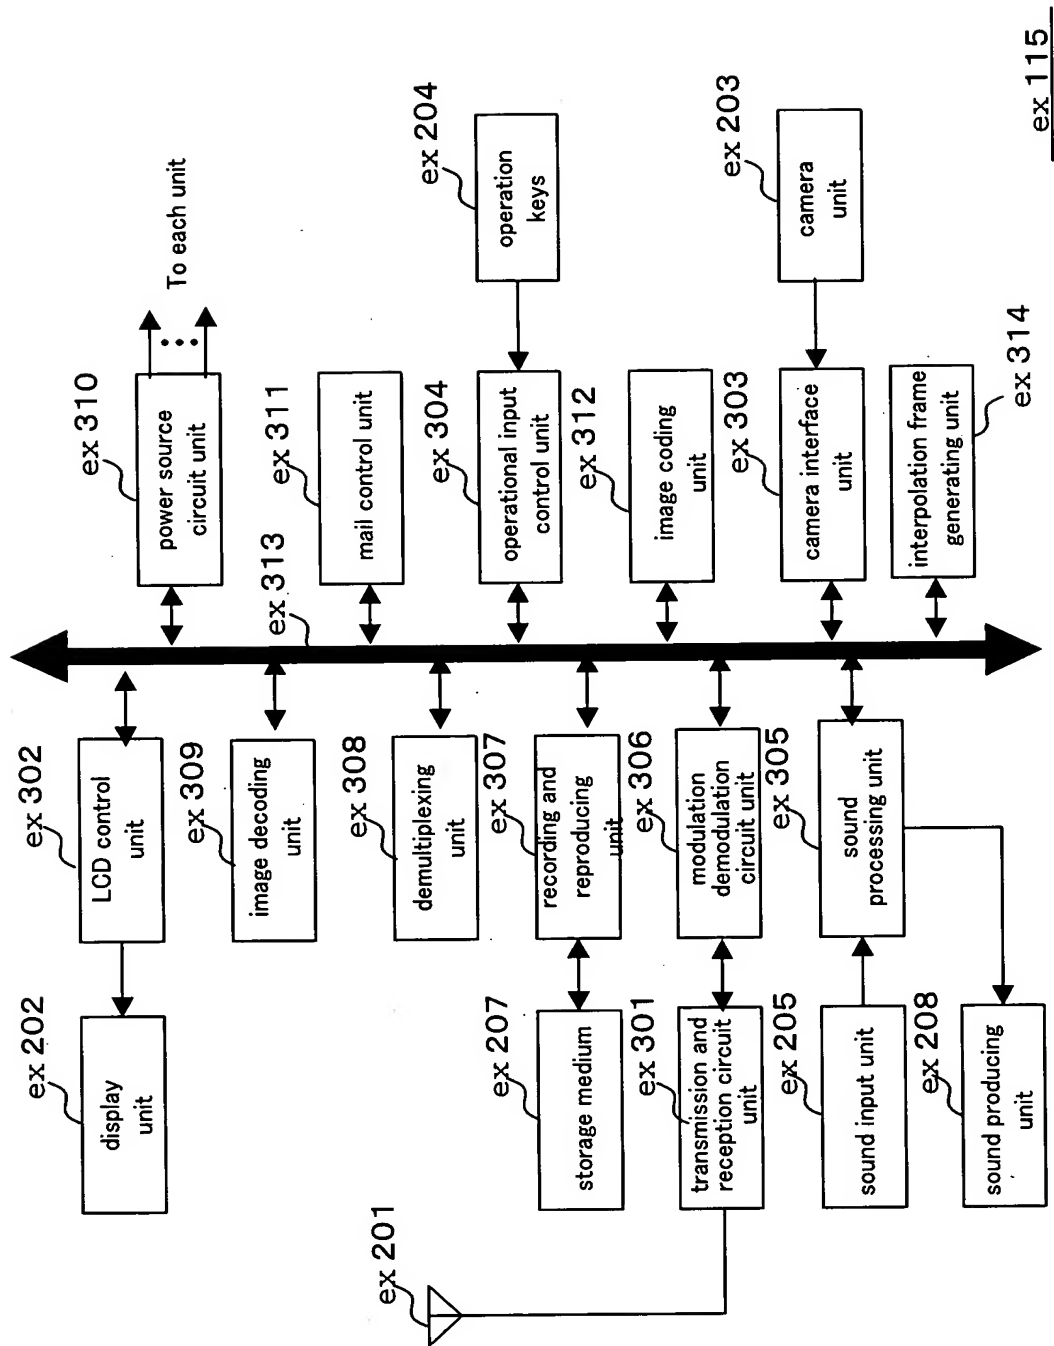 ex 115
To each unit
ex 310
power source
circuit unit
ex 311
mail control unit
ex 204
operation
keys
ex 304
operational input
control unit
ex 312
image coding
unit
ex 203
camera
unit
ex 303
camera interface
unit
ex 314
interpolation frame
generating unit
ex 313
ex 302
LCD control
unit
ex 309
image decoding
unit
ex 308
demultiplexing
unit
ex 307
recording and
reproducing
unit
ex 306
modulation
demodulation
circuit unit
ex 305
sound
processing unit
ex 202
display
unit
ex 207
storage medium
ex 301
transmission and
reception circuit
unit
ex 205
sound input unit
ex 208
sound producing
unit
ex 201